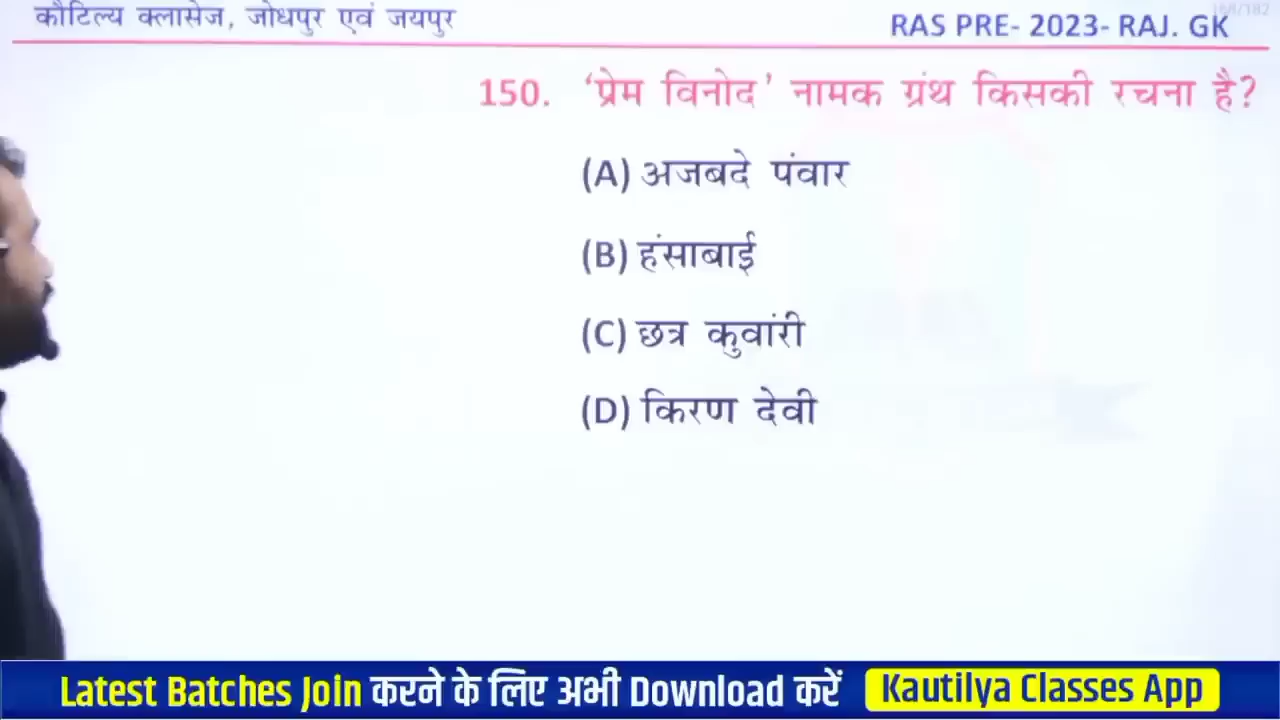 कौटिल्य क्लासेज, जोधपुर एवं जयपुर
RAS PRE- 2023- RAJ. GK
150. ‘प्रेम विनोद’ नामक ग्रंथ किसकी रचना है?
(A) अजबदे पंवार
(B) हंसाबाई
(C) छत्र कुवांरी
(D) किरण देवी
Latest Batches Join करने के लिए अभी Download करें Kautilya Classes App